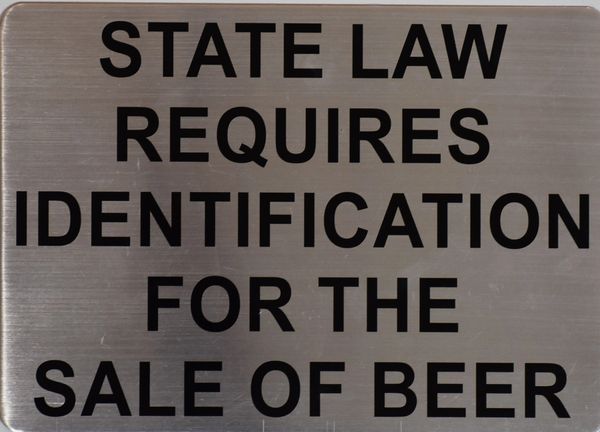 STATE LAW
REQUIRES
IDENTIFICATION
FOR THE
SALE OF BEER